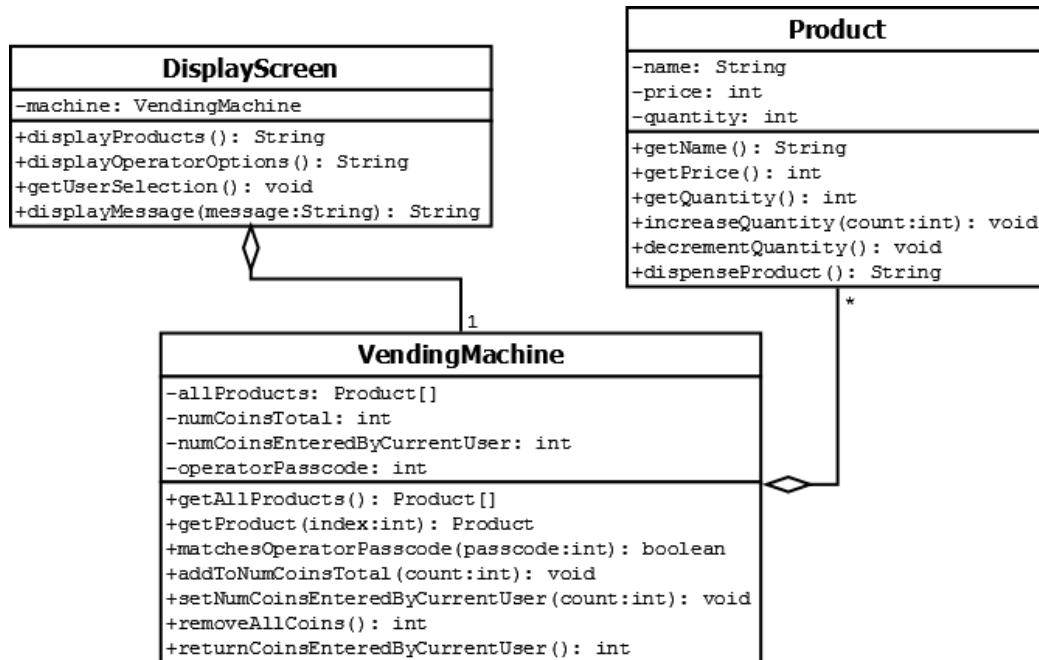 DisplayScreen
-machine: VendingMachine
+displayProducts(): String
+displayOperatorOptions(): String
+getUserSelection(): void
+displayMessage(message:String): String
Product
-name: String
-price: int
-quantity: int
+getName(): String
+getPrice(): int
+getQuantity(): int
+increaseQuantity(count:int): void
+decrementQuantity(): void
+dispenseProduct(): String
*
1
VendingMachine
-allProducts: Product[]
-numCoinsTotal: int
-numCoinsEnteredByCurrentUser: int
-operatorPasscode: int
+getAllProducts(): Product[]
+getProduct(index:int): Product
+matchesOperatorPasscode(passcode:int): boolean
+addToNumCoinsTotal(count:int): void
+setNumCoinsEnteredByCurrentUser(count:int): void
+removeAllCoins(): int
+returnCoinsEnteredByCurrentUser(): int